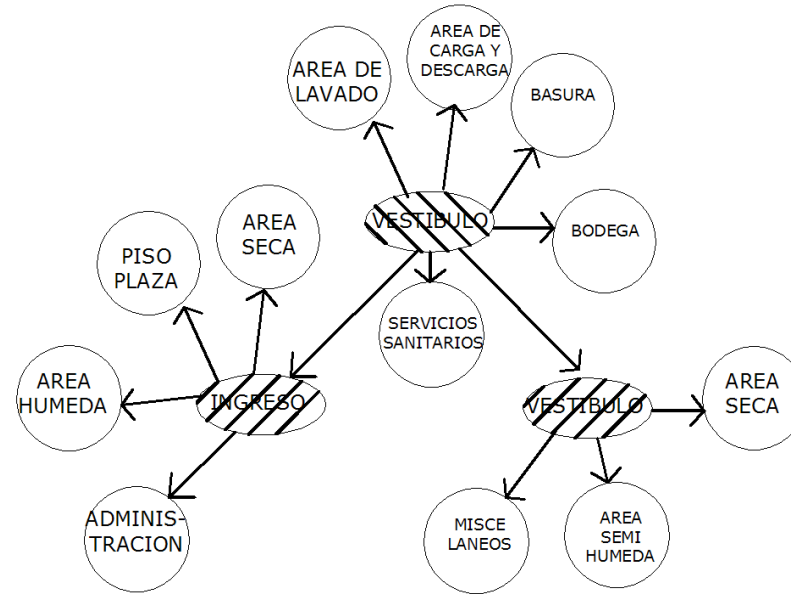 AREA DE
CARGA Y
DESCARGA
AREA DE
LAVADO
BASURA
VESTIBULO
BODEGA
AREA
SECA
PISO
PLAZA
SERVICIOS
SANITARIOS
AREA
HUMEDA
INGRESO
VESTIBULO
AREA
SECA
ADMINIS-
TRACION
MISCE
LANEOS
AREA
SEMI
HUMEDA